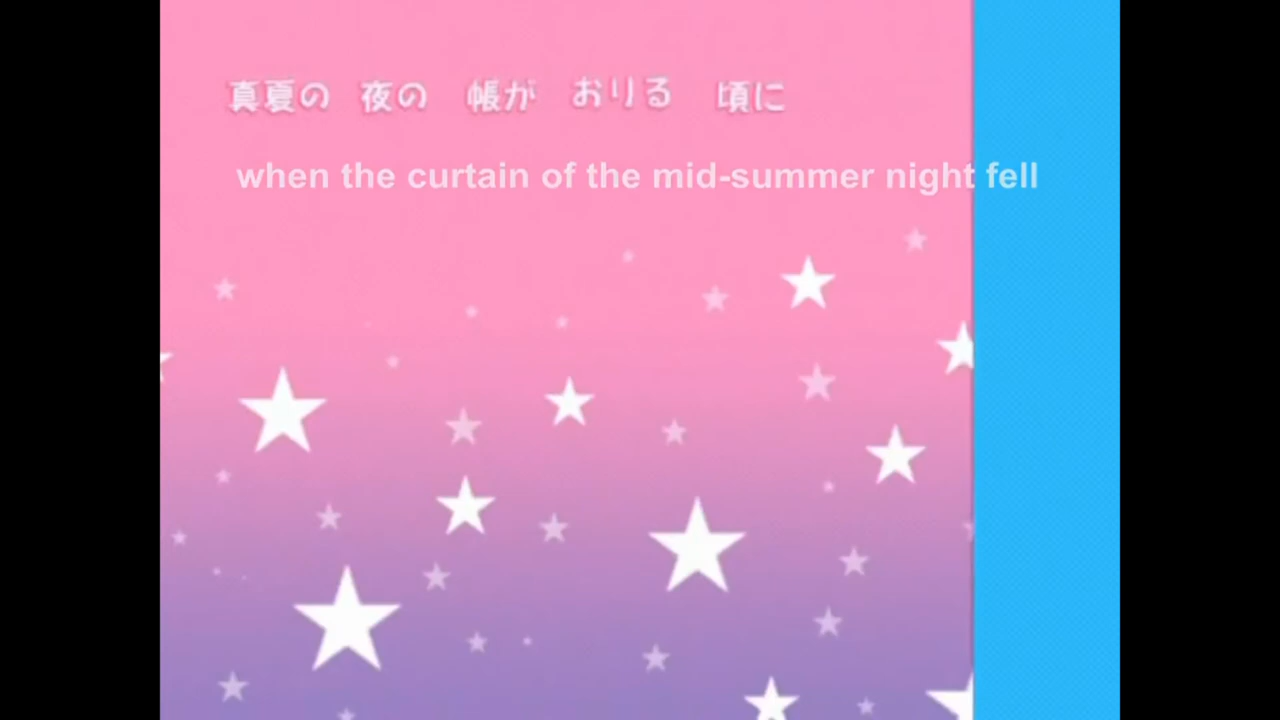 真夏の 夜の 帳が おりる 頃に
when the curtain of the mid-summer night fell